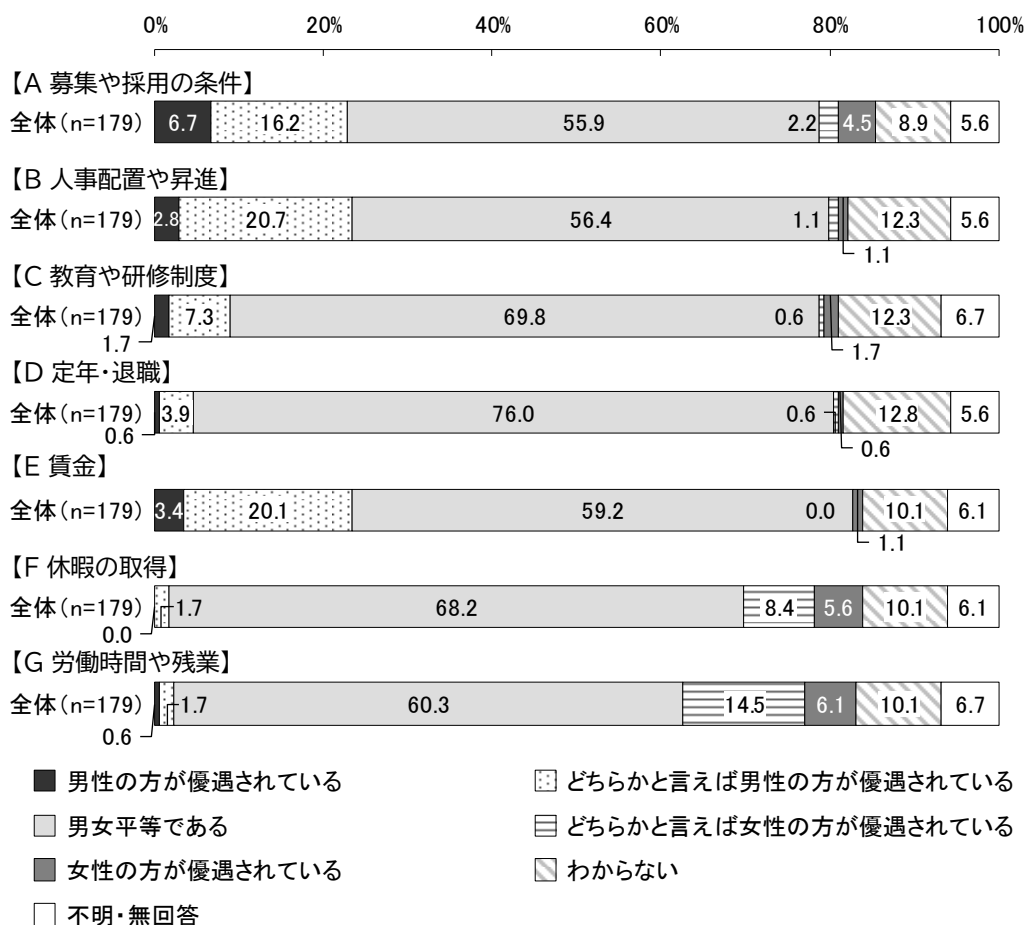 0% 20% 40% 60% 80% 100%
【A 募集や採用の条件】
全体(n=179) 6.7 16.2 55.9 2.2 4.5 8.9 5.6
【B 人事配置や昇進】
全体(n=179) 2.8 20.7 56.4 1.1 12.3 5.6
1.1
【C 教育や研修制度】
全体(n=179) 7.3 69.8 0.6 12.3 6.7
1.7 1.7
【D 定年・退職】
全体(n=179) 3.9 76.0 0.6 12.8 5.6
0.6 0.6
【E 賃金】
全体(n=179) 3.4 20.1 59.2 0.0 10.1 6.1
1.1
【F 休暇の取得】
全体(n=179) 1.7 68.2 8.4 5.6 10.1 6.1
0.0
【G 労働時間や残業】
全体(n=179) 1.7 60.3 14.5 6.1 10.1 6.7
0.6
男性の方が優遇されている どちらかと言えば男性の方が優遇されている
男女平等である どちらかと言えば女性の方が優遇されている
女性の方が優遇されている わからない
不明・無回答